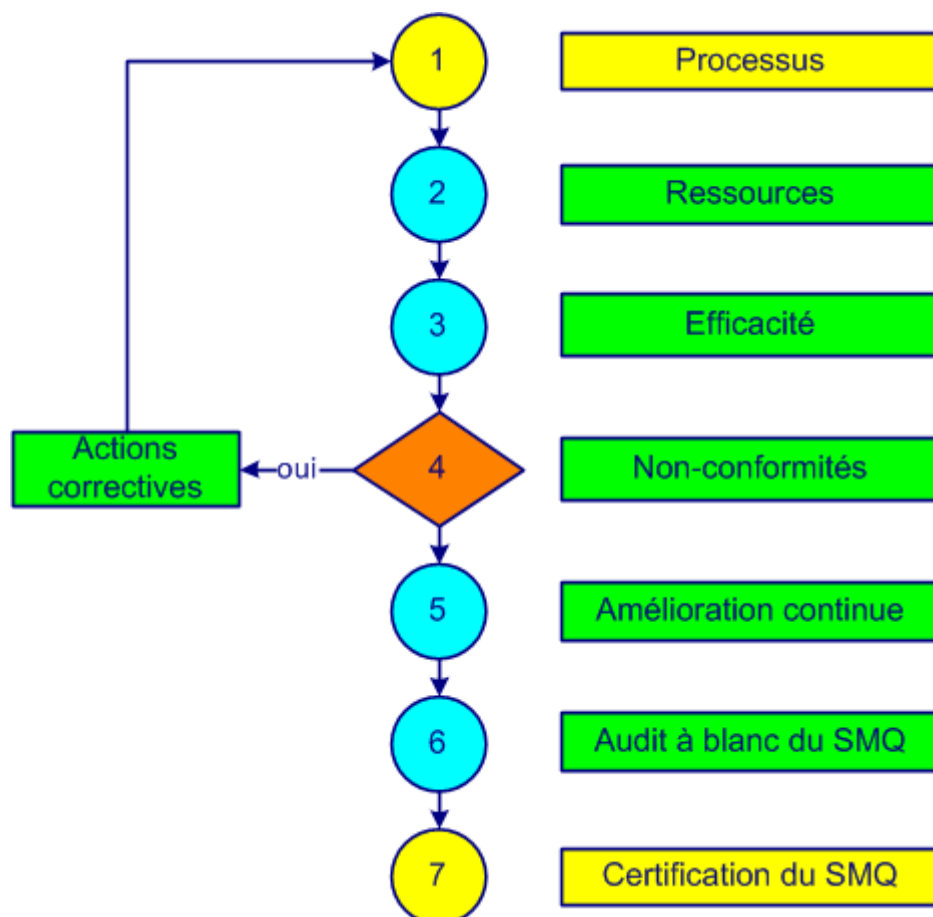 1
Processus
2
Ressources
3
Efficacité
Actions
correctives
oui
4
Non-conformités
5
Amélioration continue
6
Audit à blanc du SMQ
7
Certification du SMQ